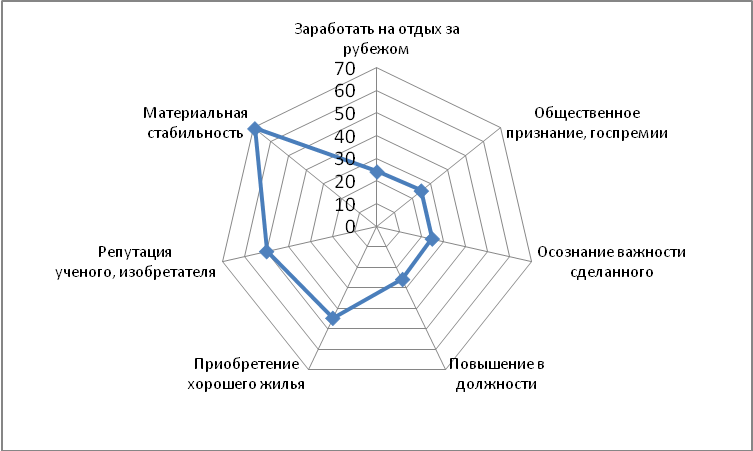 Заработать на отдых за
рубежом
70
60
50
40
30
20
10
0
Общественное
признание, госпремии
Осознание важности
сделанного
Повышение в
должности
Приобретение
хорошего жилья
Репутация
ученого, изобретателя
Материальная
стабильность